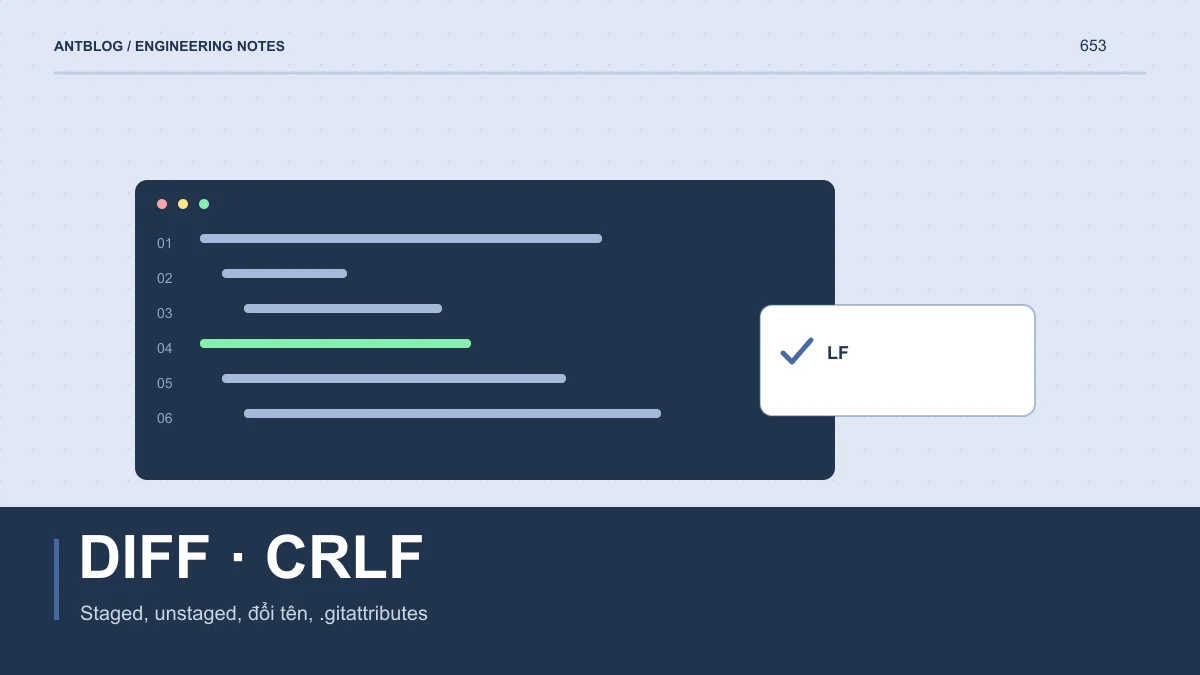 ANTBLOG / ENGINEERING NOTES
653
01
02
03
04
05
06
LF
DIFF · CRLF
Staged, unstaged, đổi tên, .gitattributes